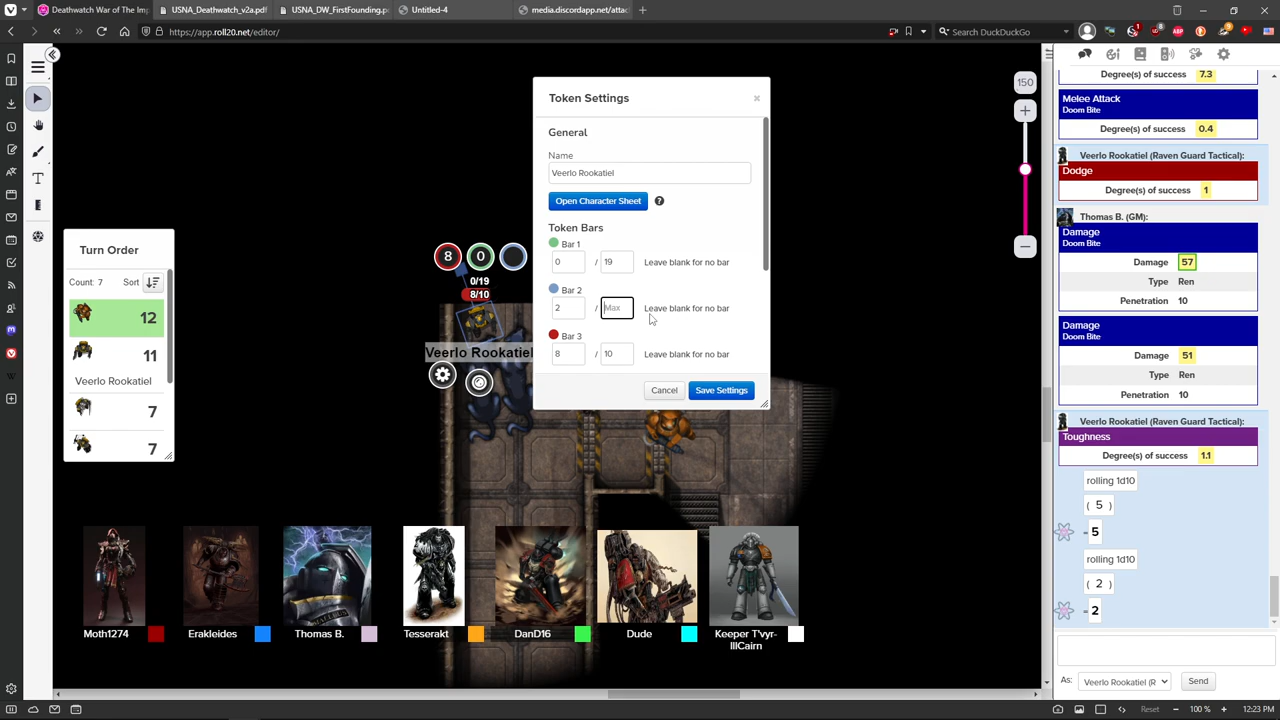 Deathwatch War of The Imp
USNA_Deathwatch_v2a.pdf
USNA_DW_FirstFounding.p
Untitled-4
media.discordapp.net/attac
https://app.roll20.net/editor/
Search DuckDuckGo
Turn Order
Count: 7
Sort
12
11
Veerlo Rookatiel
7
7
8
0
0/19
8/10
Veerlo Rookatiel
Token Settings
General
Name
Veerlo Rookatiel
Open Character Sheet
Token Bars
Bar 1
0 / 19 Leave blank for no bar
Bar 2
2 / Max Leave blank for no bar
Bar 3
8 / 10 Leave blank for no bar
Cancel
Save Settings
150
Moth1274
Erakleides
Thomas B.
Tesserakt
DanD16
Dude
Keeper T'vyr-
IllCairn
Degree(s) of success 7.3
Melee Attack
Doom Bite
Degree(s) of success 0.4
Veerlo Rookatiel (Raven Guard Tactical):
Dodge
Degree(s) of success 1
Thomas B. (GM):
Damage
Doom Bite
Damage 57
Type Ren
Penetration 10
Damage
Doom Bite
Damage 51
Type Ren
Penetration 10
Veerlo Rookatiel (Raven Guard Tactical):
Toughness
Degree(s) of success 1.1
rolling 1d10
( 5 )
= 5
rolling 1d10
( 2 )
= 2
As: Veerlo Rookatiel (R
Send
Reset
100 %
12:23 PM